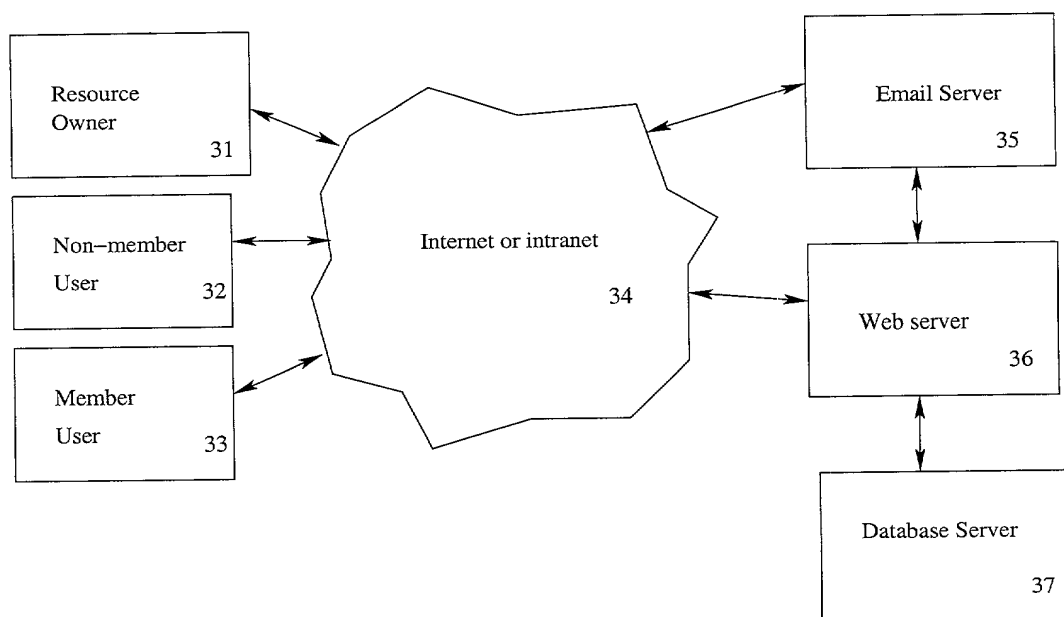 Resource
Owner
31
Non-member
User
32
Member
User
33
Internet or intranet
34
Email Server
35
Web server
36
Database Server
37